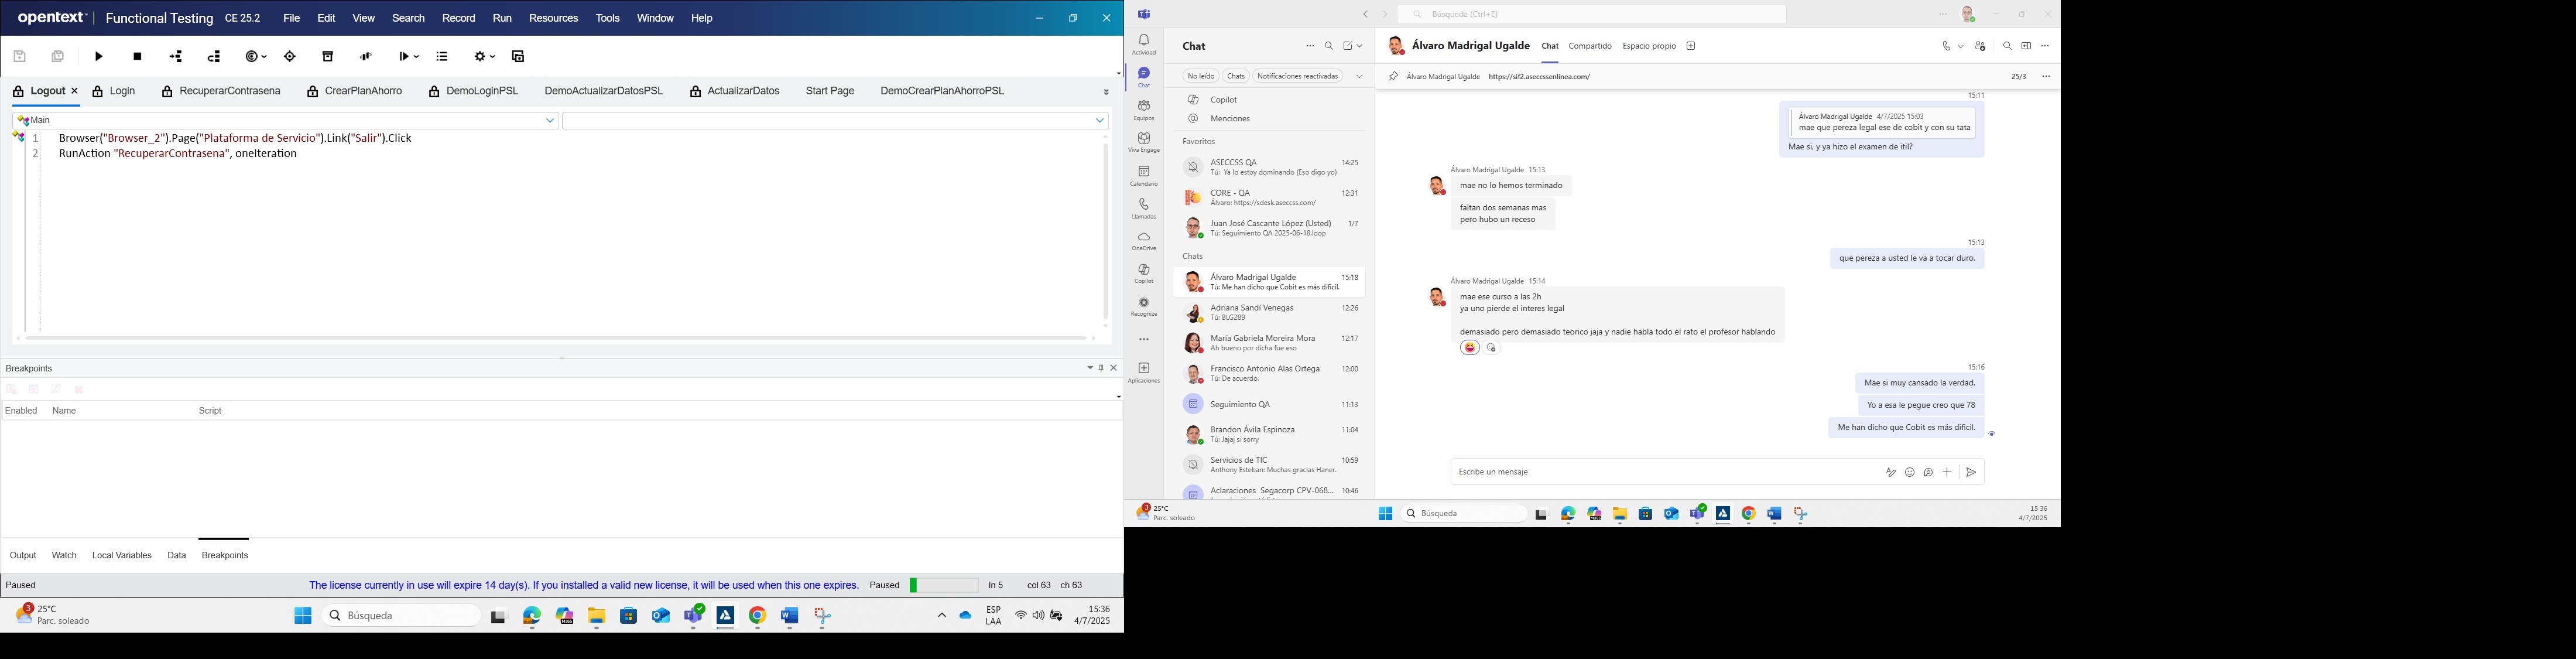 opentext | Functional Testing CE 25.2
File Edit View Search Record Run Resources Tools Window Help
Logout Login RecuperarContrasena CrearPlanAhorro DemoLoginPSL DemoActualizarDatosPSL ActualizarDatos Start Page DemoCrearPlanAhorroPSL
Main
1 Browser("Browser_2").Page("Plataforma de Servicio").Link("Salir").Click
2 RunAction "RecuperarContrasena", oneIteration
Breakpoints
Enabled Name Script
Output Watch Local Variables Data Breakpoints
Paused
The license currently in use will expire 14 day(s). If you installed a valid new license, it will be used when this one expires.
Paused
ln 5 col 63 ch 63
3
25°C
Parc. soleado
Búsqueda
ESP
LAA
15:36
4/7/2025
Búsqueda (Ctrl+E)
Actividad
Chat
Equipos
Viva Engage
Calendario
Llamadas
OneDrive
Copilot
Recognize
Aplicaciones
Chat
No leído Chats Notificaciones reactivadas
Copilot
Menciones
Favoritos
ASECCSS QA 14:25
Tú: Ya lo estoy dominando (Eso digo yo)
CORE - QA 12:31
Álvaro: https://sdesk.aseccss.com/
Juan José Cascante López (Usted) 1/7
Tú: Seguimiento QA 2025-06-18.loop
Chats
Álvaro Madrigal Ugalde 15:18
Tú: Me han dicho que Cobit es más dificil.
Adriana Sandí Venegas 12:26
Tú: BLG289
María Gabriela Moreira Mora 12:17
Ah bueno por dicha fue eso
Francisco Antonio Alas Ortega 12:00
Tú: De acuerdo.
Seguimiento QA 11:13
Brandon Ávila Espinoza 11:04
Tú: Jajaj si sorry
Servicios de TIC 10:59
Anthony Esteban: Muchas gracias Haner.
Aclaraciones Segacorp CPV-068... 10:46
Álvaro Madrigal Ugalde Chat Compartido Espacio propio
Álvaro Madrigal Ugalde https://sif2.aseccssenlinea.com/ 25/3
15:11
Álvaro Madrigal Ugalde 4/7/2025 15:03
mae que pereza legal ese de cobit y con su tata
Mae si, y ya hizo el examen de itil?
Álvaro Madrigal Ugalde 15:13
mae no lo hemos terminado
faltan dos semanas mas
pero hubo un receso
15:13
que pereza a usted le va a tocar duro.
Álvaro Madrigal Ugalde 15:14
mae ese curso a las 2h
ya uno pierde el interes legal
demasiado pero demasiado teorico jaja y nadie habla todo el rato el profesor hablando
15:16
Mae si muy cansado la verdad.
Yo a esa le pegue creo que 78
Me han dicho que Cobit es más dificil.
Escribe un mensaje
3
25°C
Parc. soleado
Búsqueda
15:36
4/7/2025